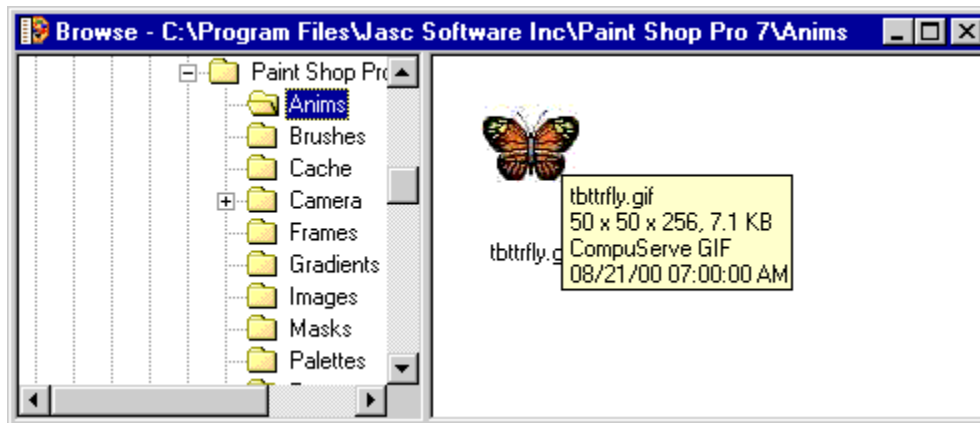 Browse - C:\Program Files\Jasc Software Inc\Paint Shop Pro 7\Anims
Paint Shop Pro
Anims
Brushes
Cache
Camera
Frames
Gradients
Images
Masks
Palettes
tbttrfly.g
tbttrfly.gif
50 x 50 x 256, 7.1 KB
CompuServe GIF
08/21/00 07:00:00 AM